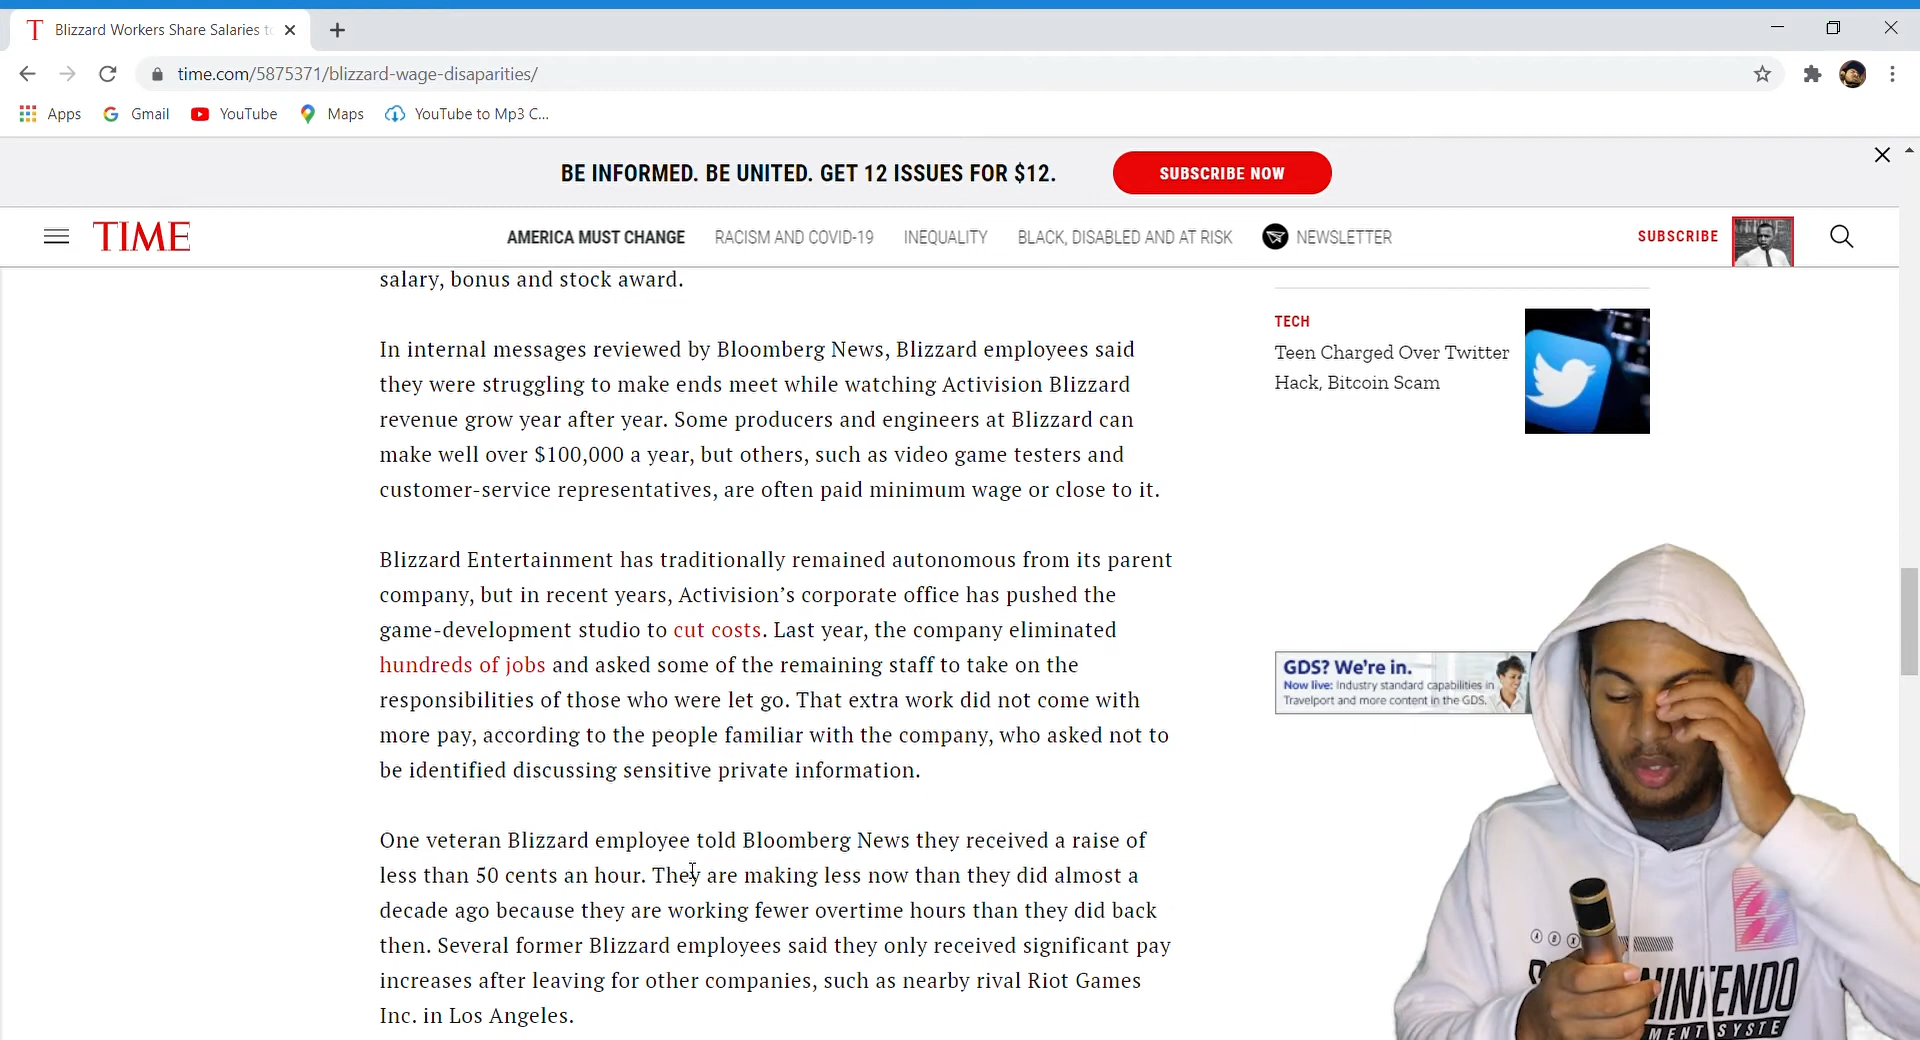 T Blizzard Workers Share Salaries to
time.com/5875371/blizzard-wage-disparities/
Apps Gmail YouTube Maps YouTube to Mp3 C...
BE INFORMED. BE UNITED. GET 12 ISSUES FOR $12. SUBSCRIBE NOW
TIME AMERICA MUST CHANGE RACISM AND COVID-19 INEQUALITY BLACK, DISABLED AND AT RISK NEWSLETTER SUBSCRIBE
salary, bonus and stock award.
In internal messages reviewed by Bloomberg News, Blizzard employees said
they were struggling to make ends meet while watching Activision Blizzard
revenue grow year after year. Some producers and engineers at Blizzard can
make well over $100,000 a year, but others, such as video game testers and
customer-service representatives, are often paid minimum wage or close to it.
Blizzard Entertainment has traditionally remained autonomous from its parent
company, but in recent years, Activision’s corporate office has pushed the
game-development studio to cut costs. Last year, the company eliminated
hundreds of jobs and asked some of the remaining staff to take on the
responsibilities of those who were let go. That extra work did not come with
more pay, according to the people familiar with the company, who asked not to
be identified discussing sensitive private information.
One veteran Blizzard employee told Bloomberg News they received a raise of
less than 50 cents an hour. They are making less now than they did almost a
decade ago because they are working fewer overtime hours than they did back
then. Several former Blizzard employees said they only received significant pay
increases after leaving for other companies, such as nearby rival Riot Games
Inc. in Los Angeles.
TECH
Teen Charged Over Twitter
Hack, Bitcoin Scam
GDS? We're in.
Now live: Industry standard capabilities in
Travelport and more content in the GDS.
A B X
NINTENDO
MENT SYSTE